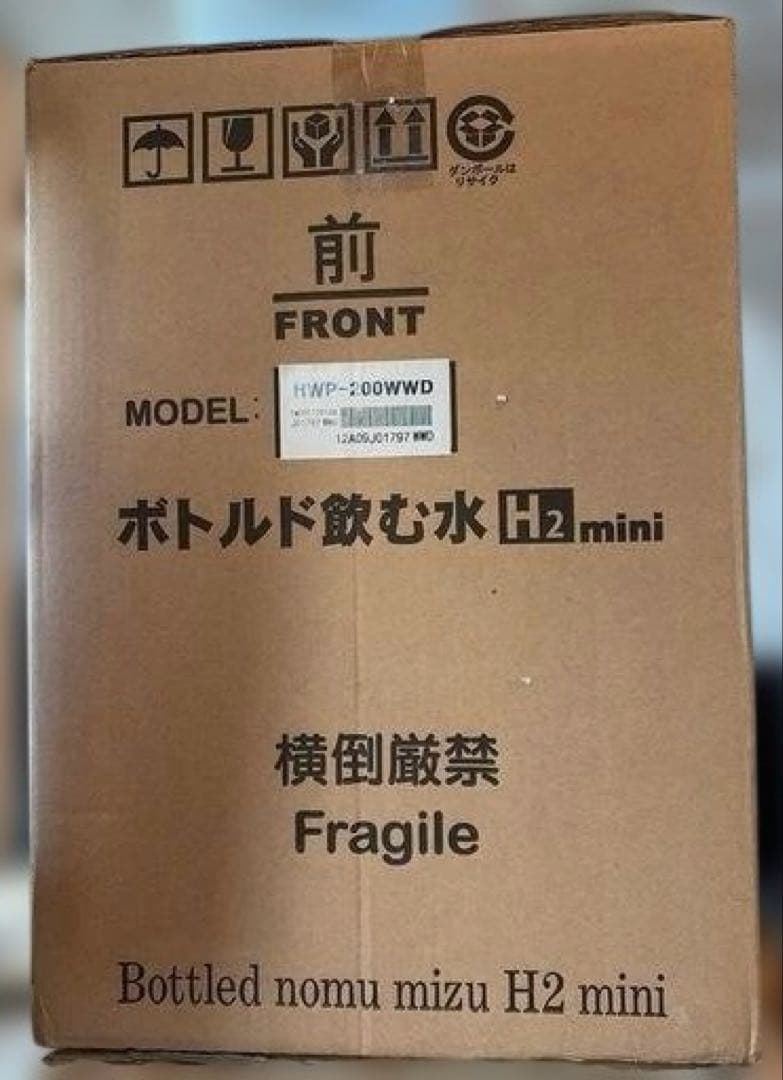 ダンボールは
リサイク
前
FRONT
MODEL:
HWP-200WWD
12A09J01797 WWD
ボトルド飲む水 H2 mini
横倒厳禁
Fragile
Bottled nomu mizu H2 mini